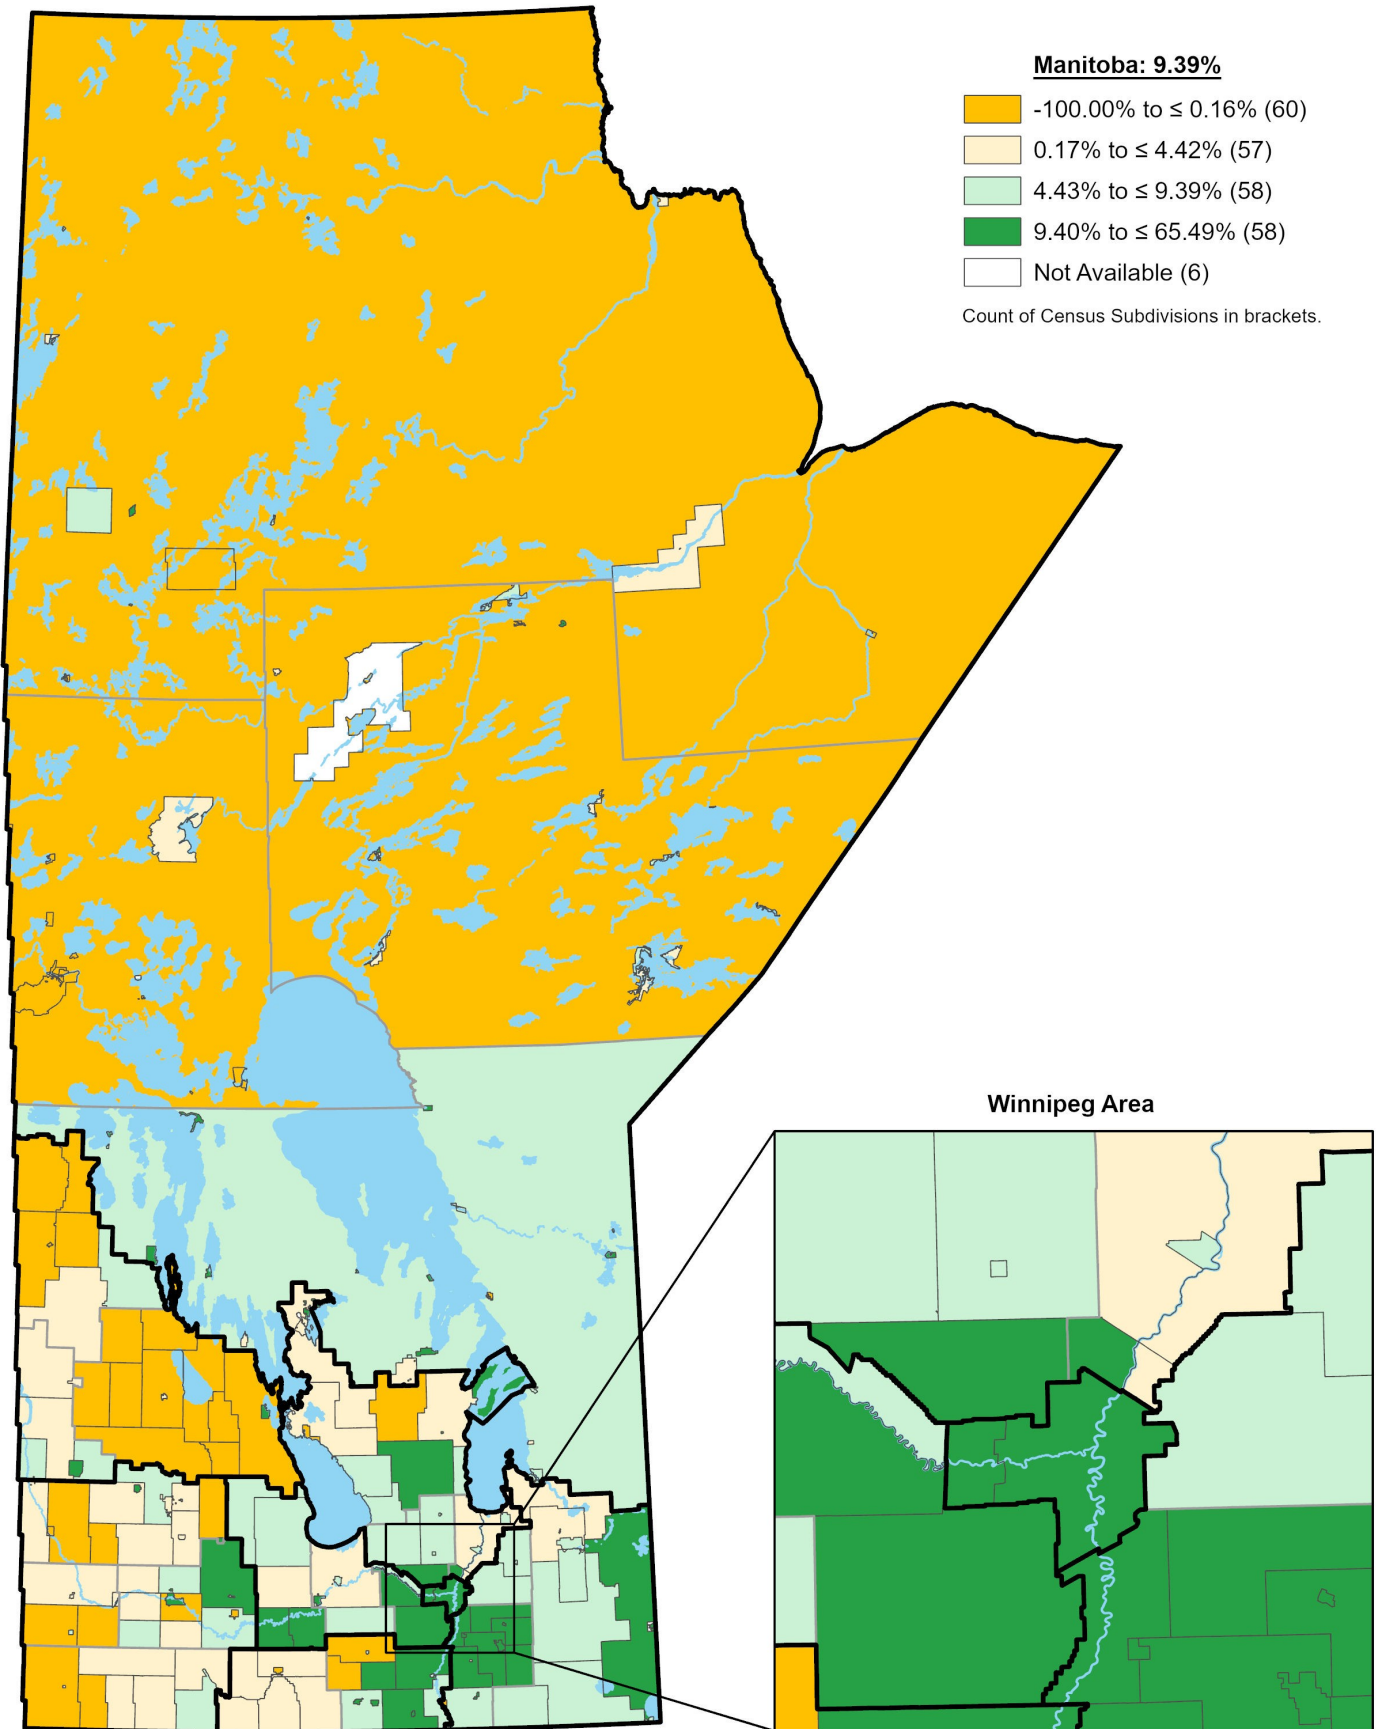 Manitoba: 9.39%
-100.00% to ≤ 0.16% (60)
0.17% to ≤ 4.42% (57)
4.43% to ≤ 9.39% (58)
9.40% to ≤ 65.49% (58)
Not Available (6)
Count of Census Subdivisions in brackets.
Winnipeg Area